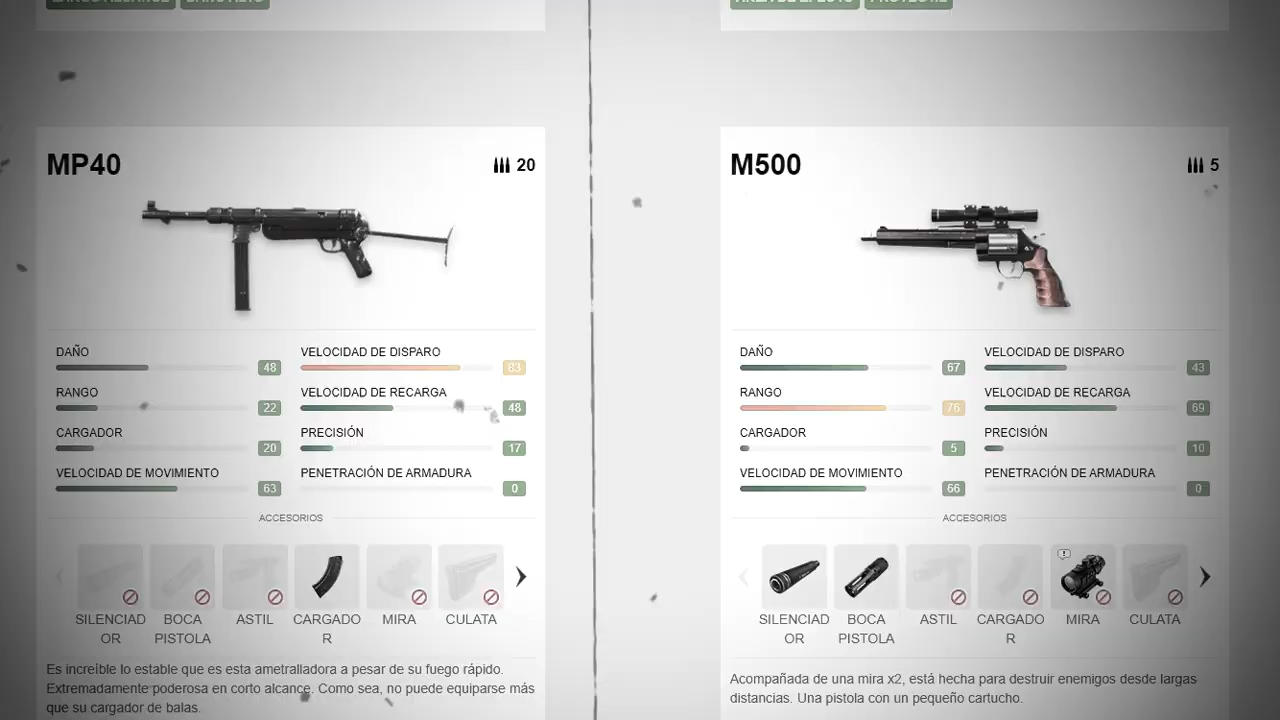 MP40
20
DAÑO
48
VELOCIDAD DE DISPARO
83
RANGO
22
VELOCIDAD DE RECARGA
48
CARGADOR
20
PRECISIÓN
17
VELOCIDAD DE MOVIMIENTO
63
PENETRACIÓN DE ARMADURA
0
ACCESORIOS
SILENCIAD
OR
BOCA
PISTOLA
ASTIL
CARGADO
R
MIRA
CULATA
Es increíble lo estable que es esta ametralladora a pesar de su fuego rápido.
Extremadamente poderosa en corto alcance. Como sea, no puede equiparse más
que su cargador de balas.
M500
5
DAÑO
67
VELOCIDAD DE DISPARO
43
RANGO
76
VELOCIDAD DE RECARGA
69
CARGADOR
5
PRECISIÓN
10
VELOCIDAD DE MOVIMIENTO
66
PENETRACIÓN DE ARMADURA
0
ACCESORIOS
SILENCIAD
OR
BOCA
PISTOLA
ASTIL
CARGADO
R
MIRA
CULATA
Acompañada de una mira x2, está hecha para destruir enemigos desde largas
distancias. Una pistola con un pequeño cartucho.